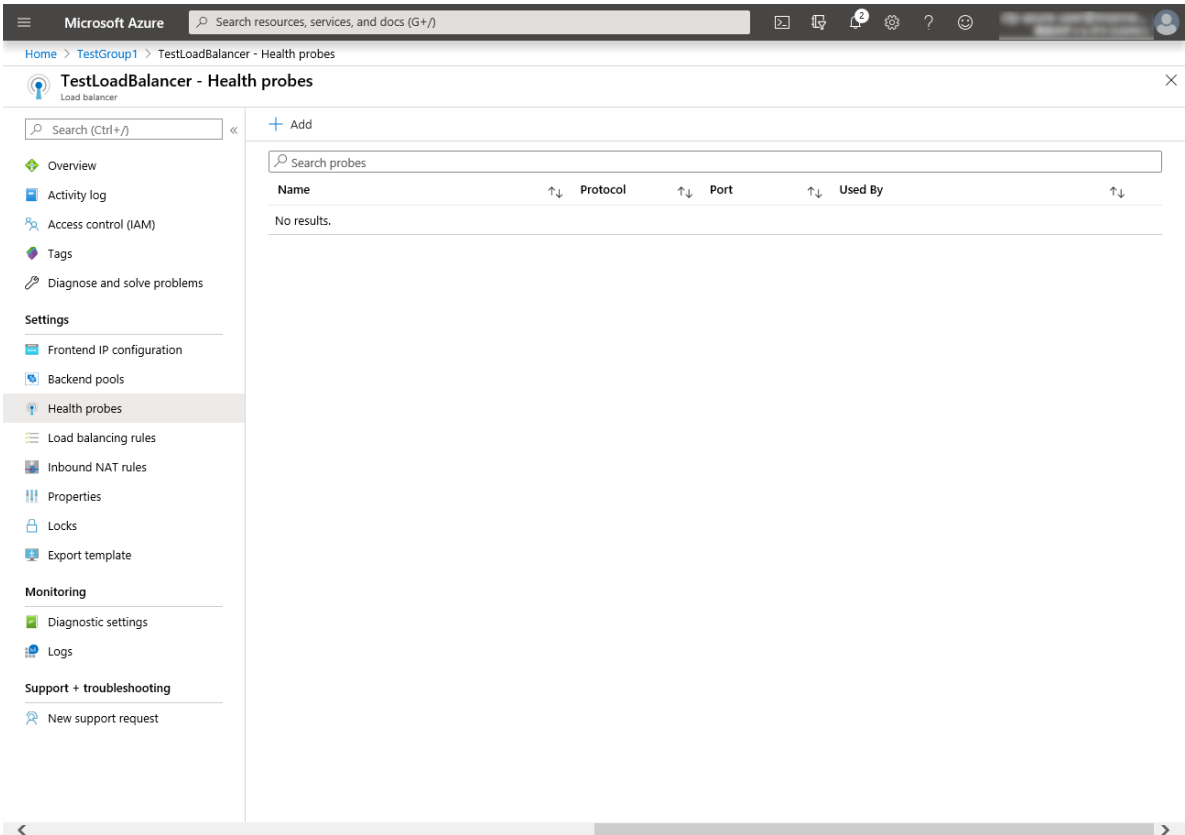 Microsoft Azure
Search resources, services, and docs (G+/)
2
Home > TestGroup1 > TestLoadBalancer - Health probes
TestLoadBalancer - Health probes
Load balancer
Search (Ctrl+/)
«
Overview
Activity log
Access control (IAM)
Tags
Diagnose and solve problems
Settings
Frontend IP configuration
Backend pools
Health probes
Load balancing rules
Inbound NAT rules
Properties
Locks
Export template
Monitoring
Diagnostic settings
Logs
Support + troubleshooting
New support request
+ Add
Search probes
Name ↑↓ Protocol ↑↓ Port ↑↓ Used By ↑↓
No results.